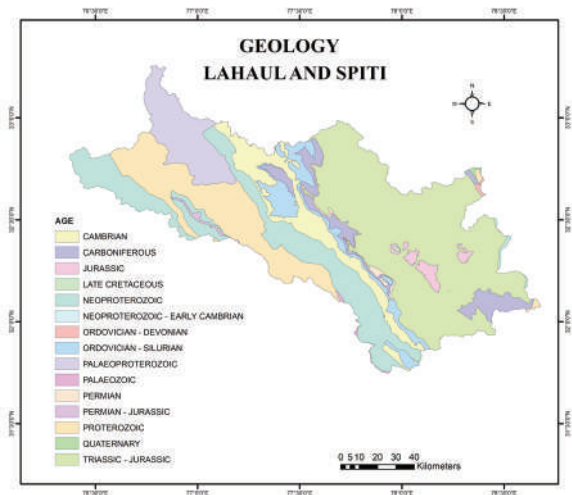 GEOLOGY
LAHAUL AND SPITI
N
S
AGE
CAMBRIAN
CARBONIFEROUS
JURASSIC
LATE CRETACEOUS
NEOPROTEROZOIC
NEOPROTEROZOIC - EARLY CAMBRIAN
ORDOVICIAN - DEVONIAN
ORDOVICIAN - SILURIAN
PALAEOPROTEROZOIC
PALAEOZOIC
PERMIAN
PERMIAN - JURASSIC
PROTEROZOIC
QUATERNARY
TRIASSIC - JURASSIC
0 5 10 20 30 40
Kilometers